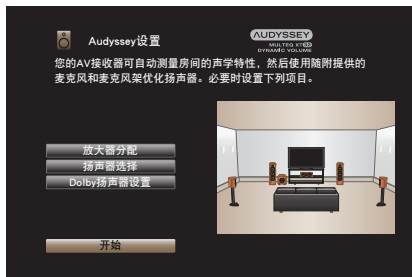 Audyssey设置
AUDYSSEY
MULTEQ XT32
DYNAMIC VOLUME
您的AV接收器可自动测量房间的声学特性，然后使用随附提供的
麦克风和麦克风架优化扬声器。必要时设置下列项目。
放大器分配
扬声器选择
Dolby扬声器设置
开始